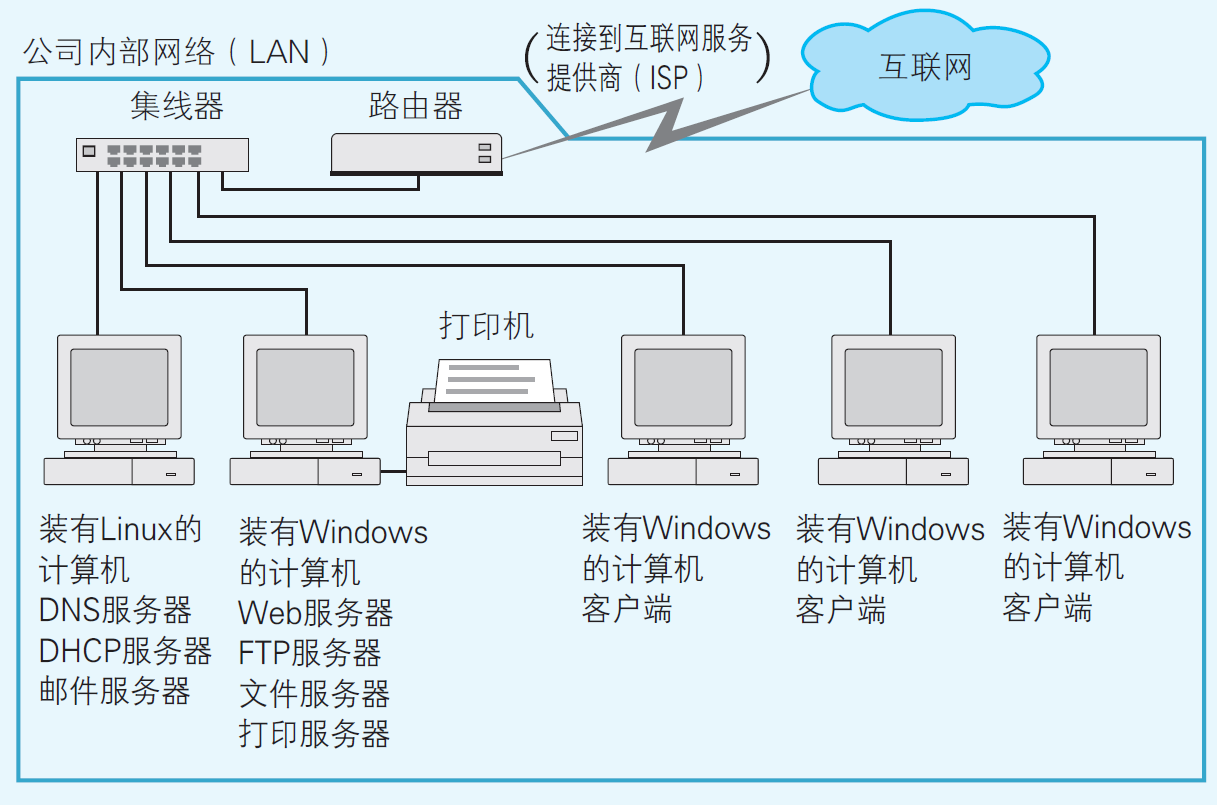 公司内部网络（LAN）
（连接到互联网服务
提供商（ISP））
互联网
集线器
路由器
打印机
装有Linux的
计算机
DNS服务器
DHCP服务器
邮件服务器
装有Windows
的计算机
Web服务器
FTP服务器
文件服务器
打印服务器
装有Windows
的计算机
客户端
装有Windows
的计算机
客户端
装有Windows
的计算机
客户端